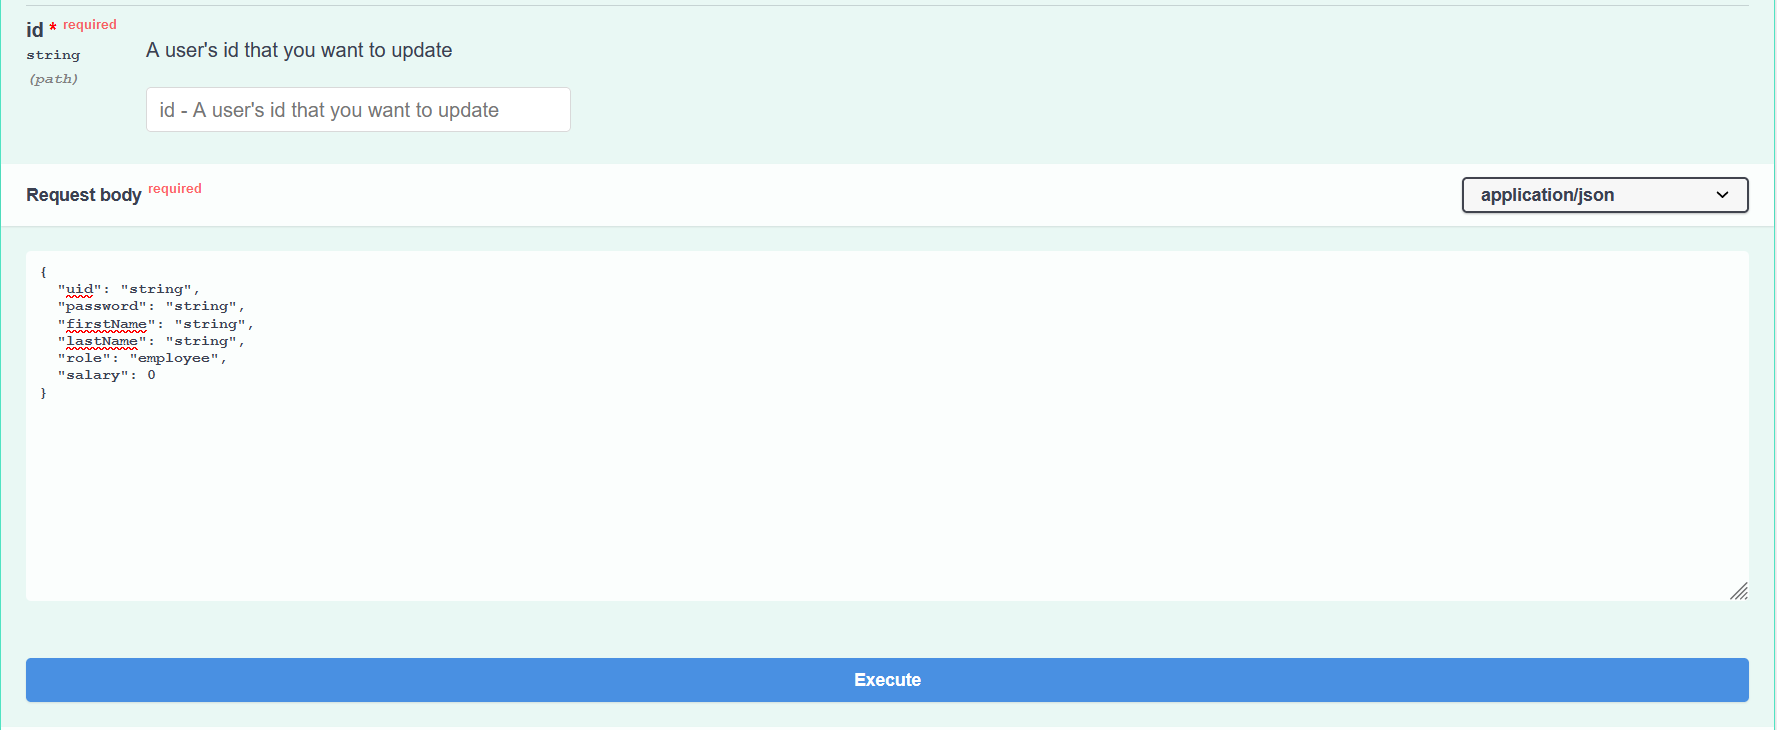 id * required
string
(path)
A user's id that you want to update
id - A user's id that you want to update
Request body required
application/json
{
  "uid": "string",
  "password": "string",
  "firstName": "string",
  "lastName": "string",
  "role": "employee",
  "salary": 0
}
Execute